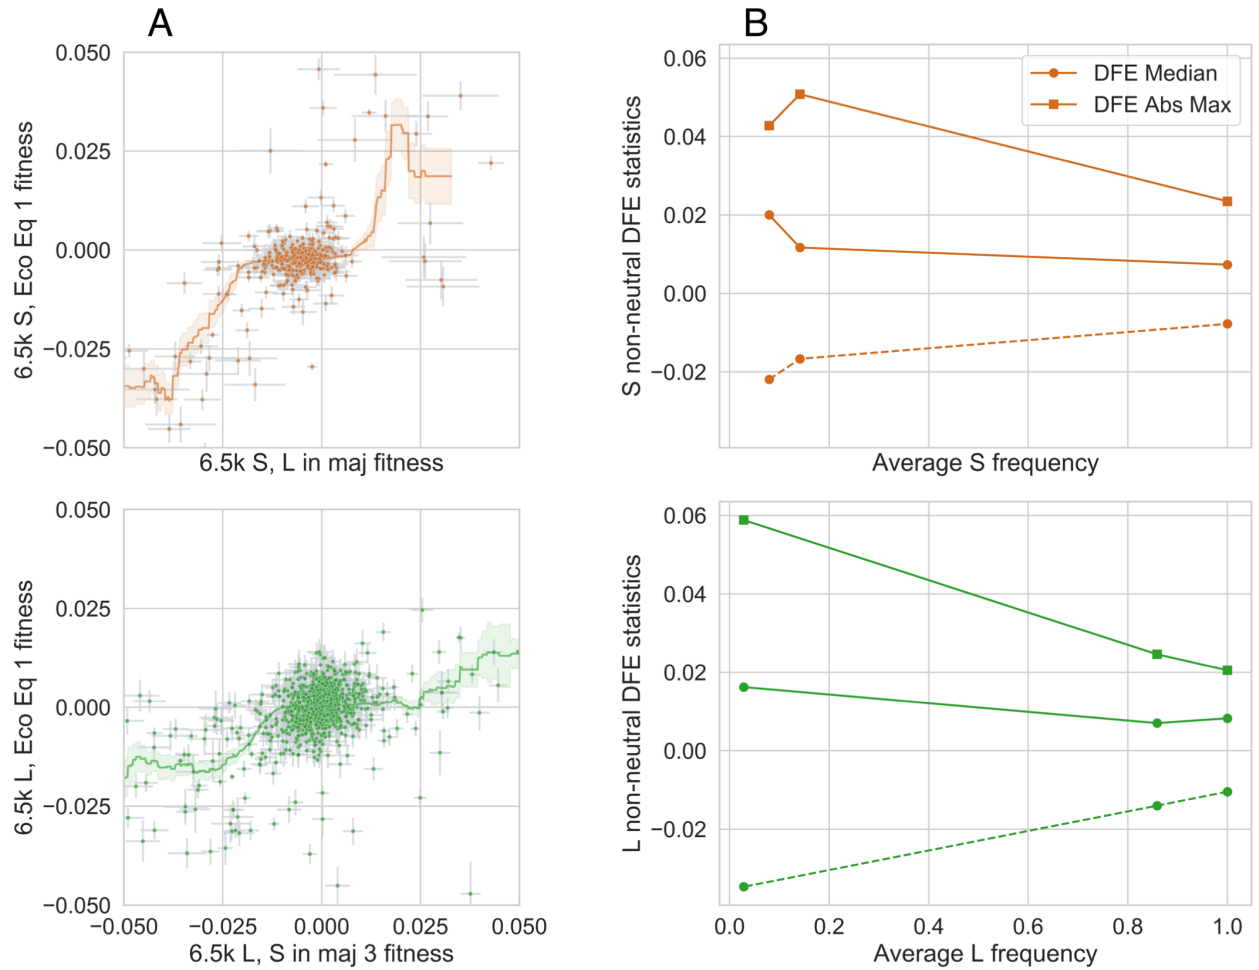 A
B
0.050
0.025
0.000
−0.025
−0.050
6.5k S, Eco Eq 1 fitness
6.5k S, L in maj fitness
0.06
0.04
0.02
0.00
−0.02
S non-neutral DFE statistics
DFE Median
DFE Abs Max
Average S frequency
0.050
0.025
0.000
−0.025
−0.050
6.5k L, Eco Eq 1 fitness
−0.050 −0.025 0.000 0.025 0.050
6.5k L, S in maj 3 fitness
0.06
0.04
0.02
0.00
−0.02
L non-neutral DFE statistics
0.0 0.2 0.4 0.6 0.8 1.0
Average L frequency